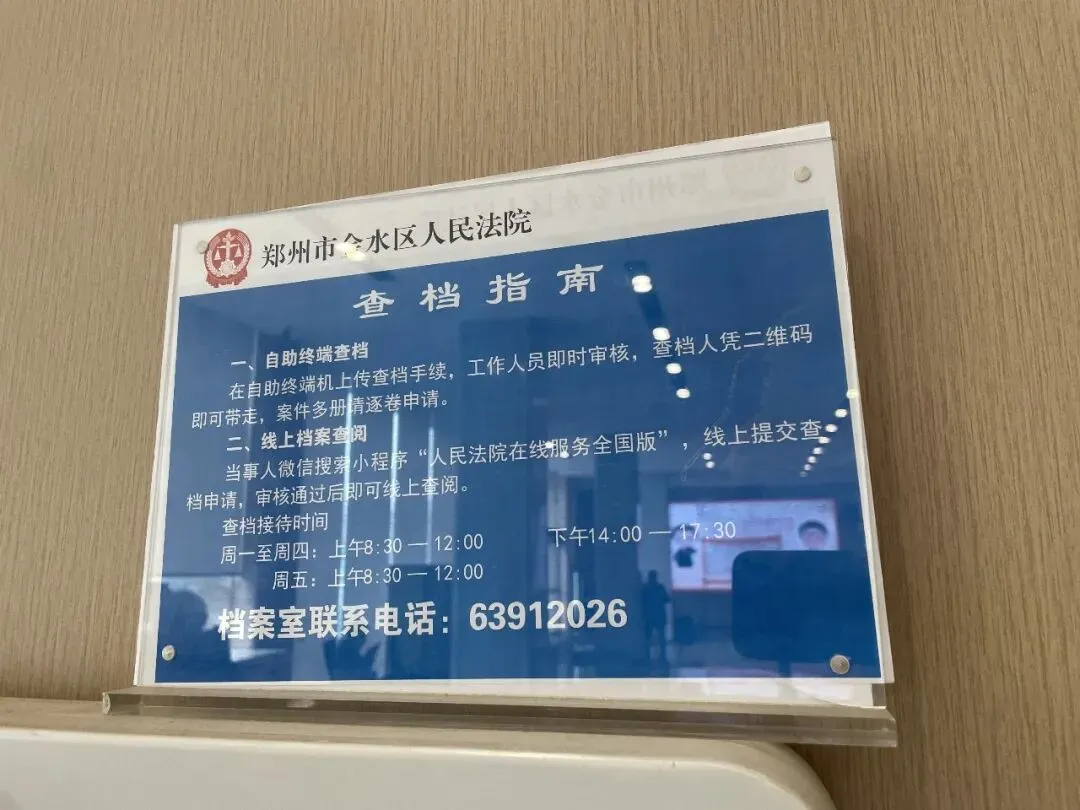 郑州市金水区人民法院
查档指南
一、自助终端查档
在自助终端机上传查档手续，工作人员即时审核，查档人凭二维码
即可带走，案件多册请逐卷申请。
二、线上档案查阅
当事人微信搜索小程序“人民法院在线服务全国版”，线上提交查
档申请，审核通过后即可线上查阅。
查档接待时间
周一至周四：上午8:30 — 12:00 下午14:00 — 17:30
周五：上午8:30 — 12:00
档案室联系电话：63912026